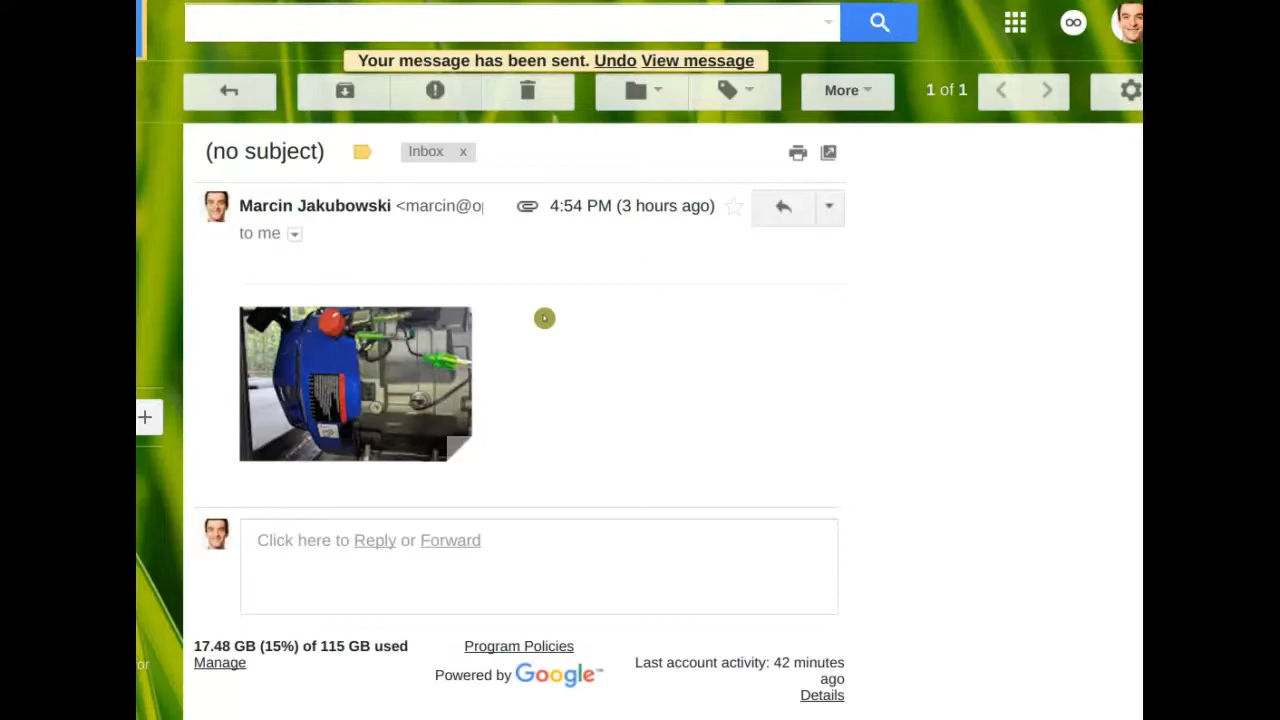 Your message has been sent. Undo View message
More
1 of 1
(no subject)
Inbox x
Marcin Jakubowski <marcin@o
4:54 PM (3 hours ago)
to me
Click here to Reply or Forward
17.48 GB (15%) of 115 GB used
Manage
Program Policies
Powered by Google™
Last account activity: 42 minutes
ago
Details
or